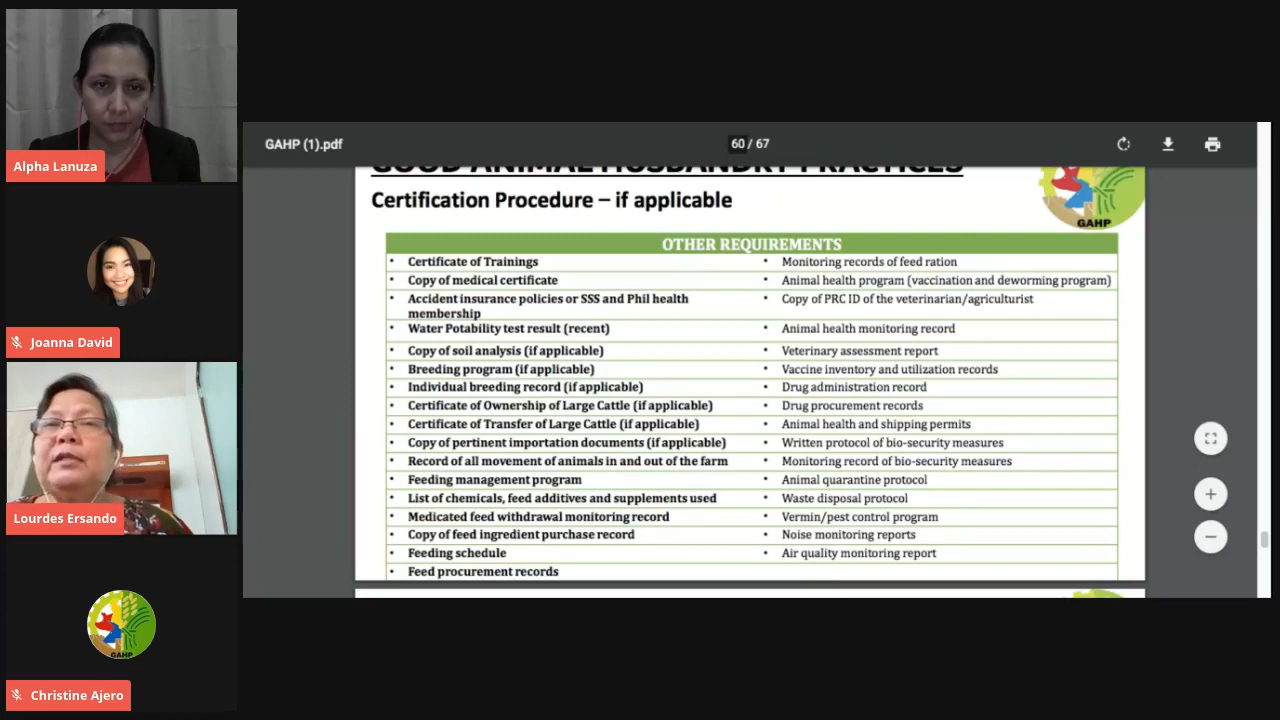 Alpha Lanuza
Joanna David
Lourdes Ersando
GAHP
Christine Ajero
GAHP (1).pdf
60 / 67
GOOD ANIMAL HUSBANDRY PRACTICES
Certification Procedure – if applicable
GAHP
OTHER REQUIREMENTS
• Certificate of Trainings
• Monitoring records of feed ration
• Copy of medical certificate
• Animal health program (vaccination and deworming program)
• Accident insurance policies or SSS and Phil health
membership
• Copy of PRC ID of the veterinarian/agriculturist
• Water Potability test result (recent)
• Animal health monitoring record
• Copy of soil analysis (if applicable)
• Veterinary assessment report
• Breeding program (if applicable)
• Vaccine inventory and utilization records
• Individual breeding record (if applicable)
• Drug administration record
• Certificate of Ownership of Large Cattle (if applicable)
• Drug procurement records
• Certificate of Transfer of Large Cattle (if applicable)
• Animal health and shipping permits
• Copy of pertinent importation documents (if applicable)
• Written protocol of bio-security measures
• Record of all movement of animals in and out of the farm
• Monitoring record of bio-security measures
• Feeding management program
• Animal quarantine protocol
• List of chemicals, feed additives and supplements used
• Waste disposal protocol
• Medicated feed withdrawal monitoring record
• Vermin/pest control program
• Copy of feed ingredient purchase record
• Noise monitoring reports
• Feeding schedule
• Air quality monitoring report
• Feed procurement records